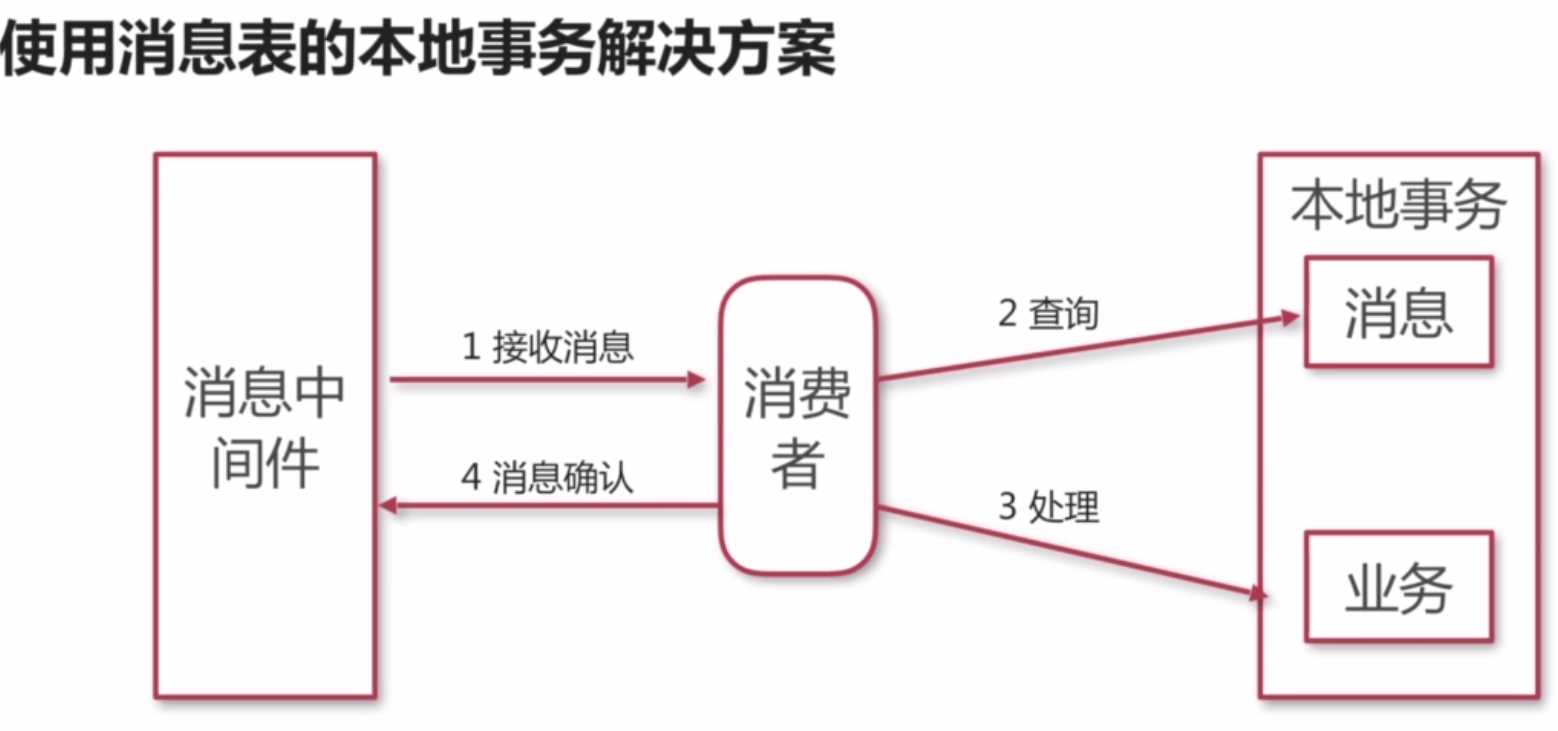 使用消息表的本地事务解决方案
本地事务
消息
2 查询
1 接收消息
消息中
间件
消费
者
4 消息确认
3 处理
业务